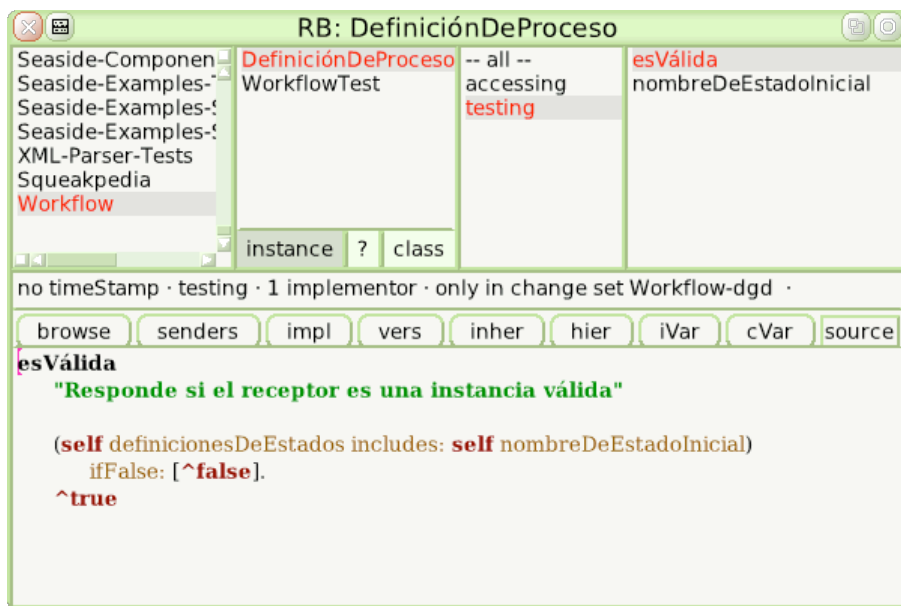 RB: DefiniciónDeProceso
Seaside-Componen
Seaside-Examples-
Seaside-Examples-
Seaside-Examples-
XML-Parser-Tests
Squeakpedia
Workflow
DefiniciónDeProceso
WorkflowTest
instance ? class
-- all --
accessing
testing
esVálida
nombreDeEstadoInicial
no timeStamp · testing · 1 implementor · only in change set Workflow-dgd ·
browse senders impl vers inher hier iVar cVar source
esVálida
"Responde si el receptor es una instancia válida"
(self definicionesDeEstados includes: self nombreDeEstadoInicial)
ifFalse: [^false].
^true